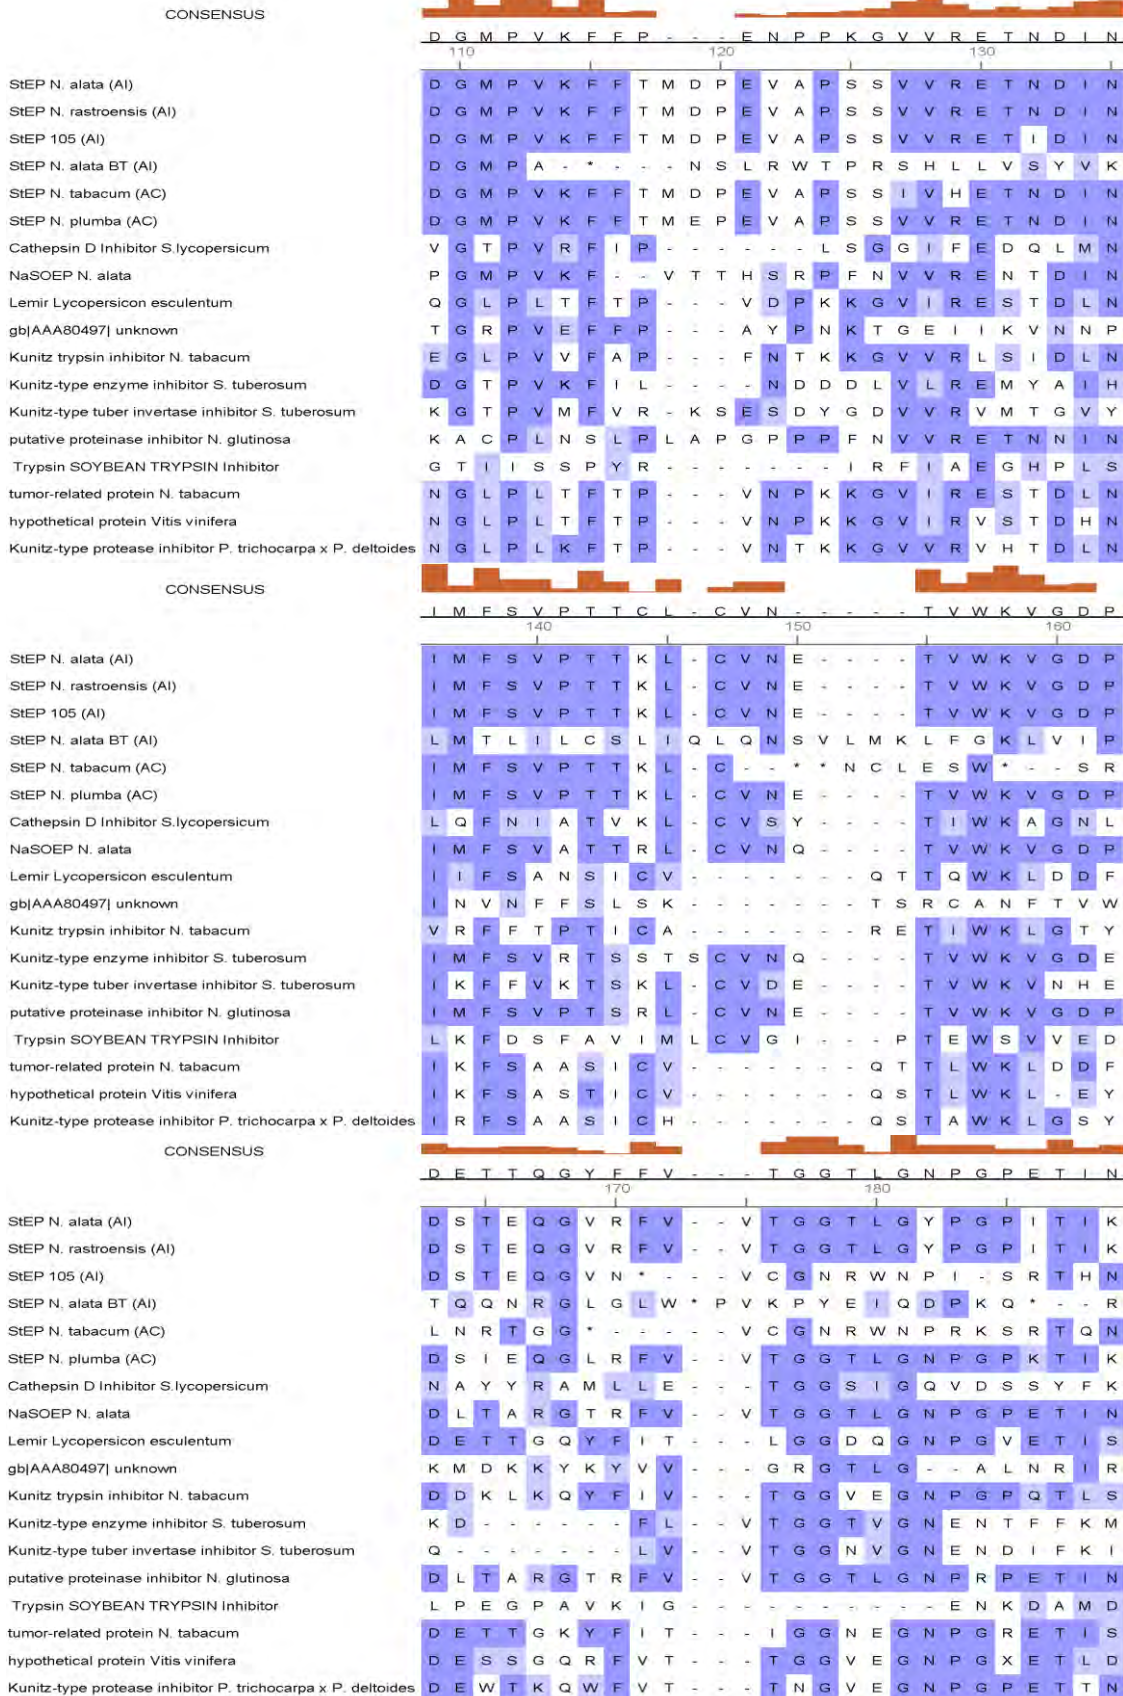 CONSENSUS
D G M P V K F F P - - - E N P P K G V V R E T N D I N
110 120 130
StEP N. alata (AI) D G M P V K F F T M D P E V A P S S V V R E T N D I N
StEP N. rastroensis (AI) D G M P V K F F T M D P E V A P S S V V R E T N D I N
StEP 105 (AI) D G M P V K F F T M D P E V A P S S V V R E T I D I N
StEP N. alata BT (AI) D G M P A - * - - - N S L R W T P R S H L L V S Y V K
StEP N. tabacum (AC) D G M P V K F F T M D P E V A P S S I V H E T N D I N
StEP N. plumba (AC) D G M P V K F F T M E P E V A P S S V V R E T N D I N
Cathepsin D Inhibitor S.lycopersicum V G T P V R F I P - - - - - - L S G G I F E D Q L M N
NaSOEP N. alata P G M P V K F - - V T T H S R P F N V V R E N T D I N
Lemir Lycopersicon esculentum Q G L P L T F T P - - - V D P K K G V I R E S T D L N
gb|AAA80497| unknown T G R P V E F F P - - - A Y P N K T G E I I K V N N P
Kunitz trypsin inhibitor N. tabacum E G L P V V F A P - - - F N T K K G V V R L S I D L N
Kunitz-type enzyme inhibitor S. tuberosum D G T P V K F I L - - - - N D D D L V L R E M Y A I H
Kunitz-type tuber invertase inhibitor S. tuberosum K G T P V M F V R - K S E S D Y G D V V R V M T G V Y
putative proteinase inhibitor N. glutinosa K A C P L N S L P L A P G P P P F N V V R E T N N I N
Trypsin SOYBEAN TRYPSIN Inhibitor G T I I S S P Y R - - - - - - - I R F I A E G H P L S
tumor-related protein N. tabacum N G L P L T F T P - - - V N P K K G V I R E S T D L N
hypothetical protein Vitis vinifera N G L P L T F T P - - - V N P K K G V I R V S T D H N
Kunitz-type protease inhibitor P. trichocarpa x P. deltoides N G L P L K F T P - - - V N T K K G V V R V H T D L N
CONSENSUS
I M F S V P T T C L - C V N - - - - - T V W K V G D P
140 150 160
StEP N. alata (AI) I M F S V P T T K L - C V N E - - - - T V W K V G D P
StEP N. rastroensis (AI) I M F S V P T T K L - C V N E - - - - T V W K V G D P
StEP 105 (AI) I M F S V P T T K L - C V N E - - - - T V W K V G D P
StEP N. alata BT (AI) L M T L I L C S L I Q L Q N S V L M K L F G K L V I P
StEP N. tabacum (AC) I M F S V P T T K L - C - - * * N C L E S W * - - S R
StEP N. plumba (AC) I M F S V P T T K L - C V N E - - - - T V W K V G D P
Cathepsin D Inhibitor S.lycopersicum L Q F N I A T V K L - C V S Y - - - - T I W K A G N L
NaSOEP N. alata I M F S V A T T R L - C V N Q - - - - T V W K V G D P
Lemir Lycopersicon esculentum I I F S A N S I C V - - - - - - - Q T T Q W K L D D F
gb|AAA80497| unknown I N V N F F S L S K - - - - - - - T S R C A N F T V W
Kunitz trypsin inhibitor N. tabacum V R F F T P T I C A - - - - - - - R E T I W K L G T Y
Kunitz-type enzyme inhibitor S. tuberosum I M F S V R T S S T S C V N Q - - - - T V W K V G D E
Kunitz-type tuber invertase inhibitor S. tuberosum I K F F V K T S K L - C V D E - - - - T V W K V N H E
putative proteinase inhibitor N. glutinosa I M F S V P T S R L - C V N E - - - - T V W K V G D P
Trypsin SOYBEAN TRYPSIN Inhibitor L K F D S F A V I M L C V G I - - - P T E W S V V E D
tumor-related protein N. tabacum I K F S A A S I C V - - - - - - - Q T T L W K L D D F
hypothetical protein Vitis vinifera I K F S A S T I C V - - - - - - - Q S T L W K L - E Y
Kunitz-type protease inhibitor P. trichocarpa x P. deltoides I R F S A A S I C H - - - - - - - Q S T A W K L G S Y
CONSENSUS
D E T T Q G Y F F V - - - T G G T L G N P G P E T I N
170 180
StEP N. alata (AI) D S T E Q G V R F V - - V T G G T L G Y P G P I T I K
StEP N. rastroensis (AI) D S T E Q G V R F V - - V T G G T L G Y P G P I T I K
StEP 105 (AI) D S T E Q G V N * - - - V C G N R W N P I - S R T H N
StEP N. alata BT (AI) T Q Q N R G L G L W * P V K P Y E I Q D P K Q * - - R
StEP N. tabacum (AC) L N R T G G * - - - - - V C G N R W N P R K S R T Q N
StEP N. plumba (AC) D S I E Q G L R F V - - V T G G T L G N P G P K T I K
Cathepsin D Inhibitor S.lycopersicum N A Y Y R A M L L E - - - T G G S I G Q V D S S Y F K
NaSOEP N. alata D L T A R G T R F V - - V T G G T L G N P G P E T I N
Lemir Lycopersicon esculentum D E T T G Q Y F I T - - - L G G D Q G N P G V E T I S
gb|AAA80497| unknown K M D K K Y K Y V V - - - G R G T L G - - A L N R I R
Kunitz trypsin inhibitor N. tabacum D D K L K Q Y F I V - - - T G G V E G N P G P Q T L S
Kunitz-type enzyme inhibitor S. tuberosum K D - - - - - - F L - - V T G G T V G N E N T F F K M
Kunitz-type tuber invertase inhibitor S. tuberosum Q - - - - - - - L V - - V T G G N V G N E N D I F K I
putative proteinase inhibitor N. glutinosa D L T A R G T R F V - - V T G G T L G N P R P E T I N
Trypsin SOYBEAN TRYPSIN Inhibitor L P E G P A V K I G - - - - - - - - - - E N K D A M D
tumor-related protein N. tabacum D E T T G K Y F I T - - - I G G N E G N P G R E T I S
hypothetical protein Vitis vinifera D E S S G Q R F V T - - - T G G V E G N P G X E T L D
Kunitz-type protease inhibitor P. trichocarpa x P. deltoides D E W T K Q W F V T - - - T N G V E G N P G P E T T N